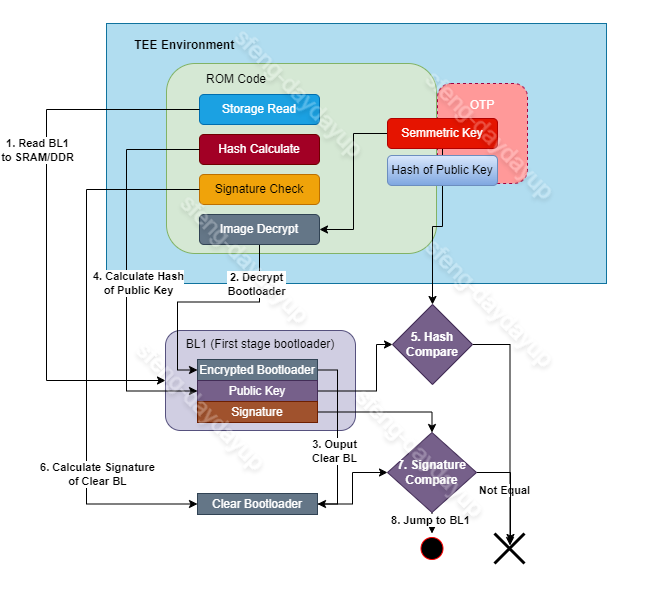 TEE Environment
ROM Code
Storage Read
OTP
Semmetric Key
1. Read BL1
to SRAM/DDR
Hash Calculate
Hash of Public Key
Signature Check
Image Decrypt
4. Calculate Hash
of Public Key
2. Decrypt
Bootloader
5. Hash
Compare
BL1 (First stage bootloader)
Encrypted Bootloader
Public Key
Signature
3. Ouput
Clear BL
6. Calculate Signature
of Clear BL
7. Signature
Compare
Not Equal
Clear Bootloader
8. Jump to BL1
sfeng-daydayup
sfeng-daydayup
sfeng-daydayup
sfeng-daydayup
sfeng-daydayup
sfeng-daydayup